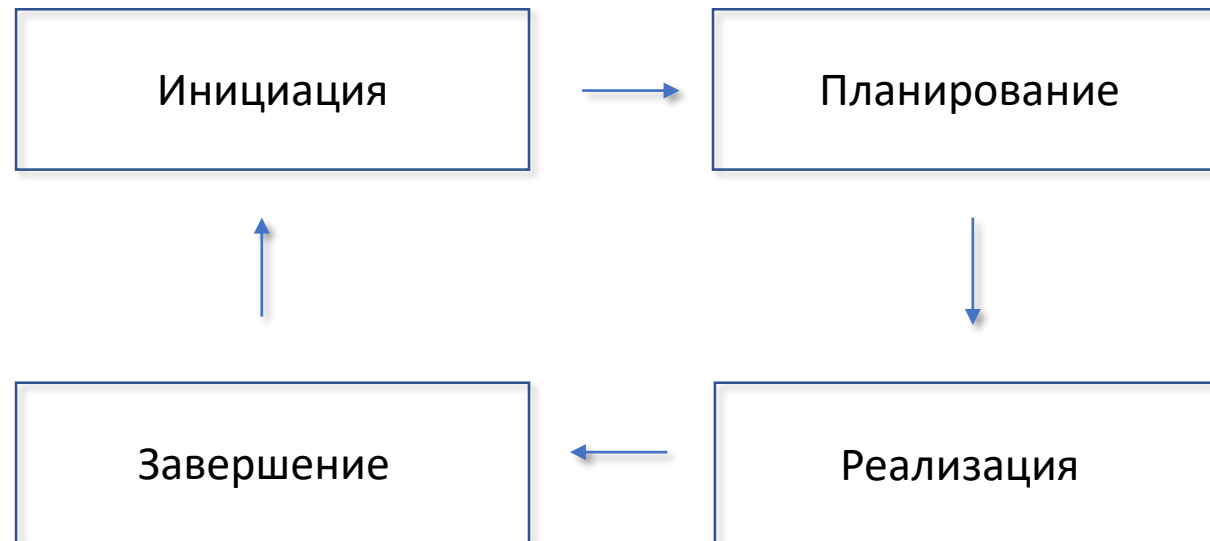 Инициация
Планирование
Завершение
Реализация